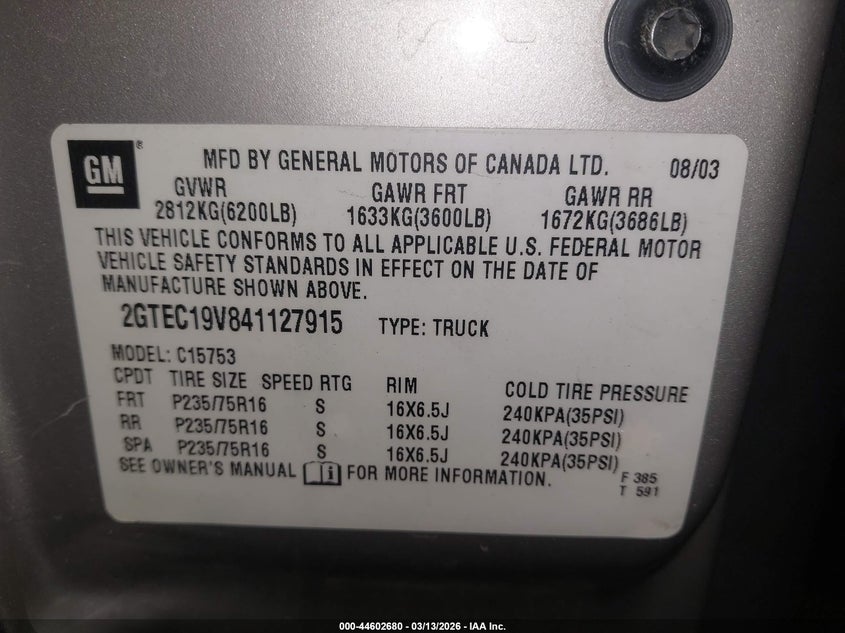 GM ®
MFD BY GENERAL MOTORS OF CANADA LTD. 08/03
GVWR GAWR FRT GAWR RR
2812KG(6200LB) 1633KG(3600LB) 1672KG(3686LB)
THIS VEHICLE CONFORMS TO ALL APPLICABLE U.S. FEDERAL MOTOR
VEHICLE SAFETY STANDARDS IN EFFECT ON THE DATE OF
MANUFACTURE SHOWN ABOVE.
2GTEC19V841127915 TYPE: TRUCK
MODEL: C15753
CPDT TIRE SIZE SPEED RTG RIM COLD TIRE PRESSURE
FRT P235/75R16 S 16X6.5J 240KPA(35PSI)
RR P235/75R16 S 16X6.5J 240KPA(35PSI)
SPA P235/75R16 S 16X6.5J 240KPA(35PSI)
SEE OWNER'S MANUAL i FOR MORE INFORMATION.
F 385
T 591
000-44602680 - 03/13/2026 - IAA Inc.